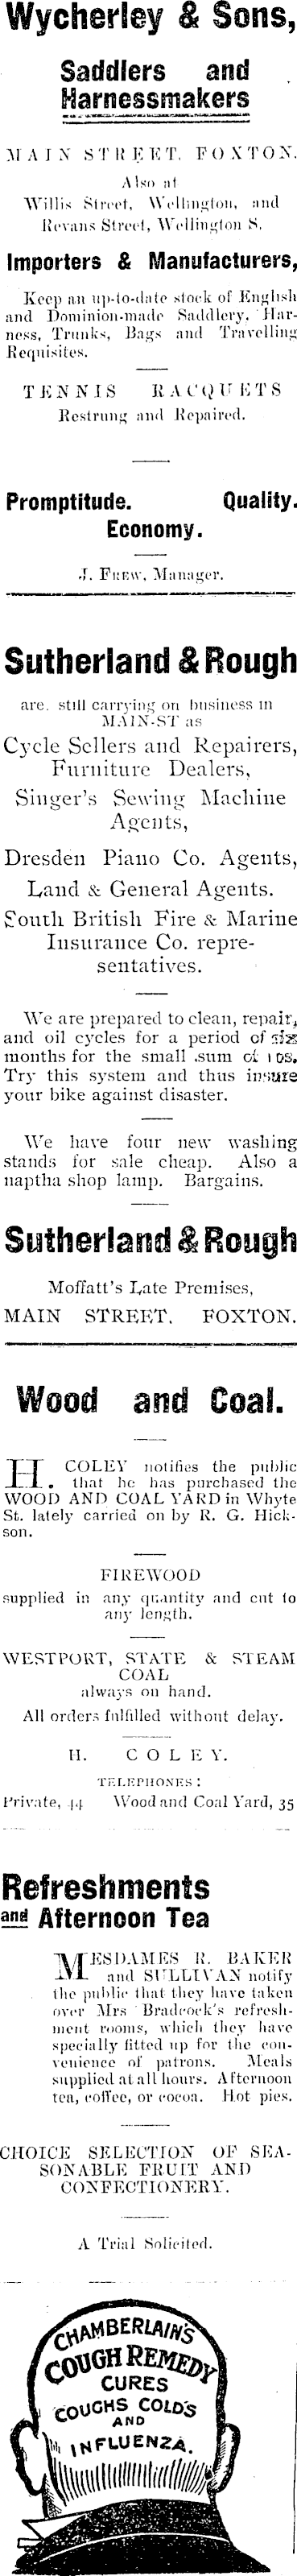 Wycherley & Sons,
Saddlers and
Harnessmakers
MAIN STREET, FOXTON.
Also at
Willis Street, Wellington, and
Revans Street, Wellington S.
Importers & Manufacturers,
Keep an up-to-date stock of English
and Dominion-made Saddlery, Har-
ness, Trunks, Bags and Travelling
Requisites.
TENNIS RACQUETS
Restrung and Repaired.
Promptitude. Quality.
Economy.
J. FREW, Manager.
Sutherland & Rough
are still carrying on business in
MAIN-ST as
Cycle Sellers and Repairers,
Furniture Dealers,
Singer's Sewing Machine
Agents,
Dresden Piano Co. Agents,
Land & General Agents.
South British Fire & Marine
Insurance Co. repre-
sentatives.
We are prepared to clean, repair,
and oil cycles for a period of six
months for the small sum of 10s.
Try this system and thus insure
your bike against disaster.
We have four new washing
stands for sale cheap. Also a
naptha shop lamp. Bargains.
Sutherland & Rough
Moffatt's Late Premises,
MAIN STREET, FOXTON.
Wood and Coal.
H. COLEY notifies the public
that he has purchased the
WOOD AND COAL YARD in Whyte
St. lately carried on by R. G. Hick-
son.
FIREWOOD
supplied in any quantity and cut to
any length.
WESTPORT, STATE & STEAM
COAL
always on hand.
All orders fulfilled without delay.
H. COLEY.
TELEPHONES:
Private, 44 Wood and Coal Yard, 35
Refreshments
and Afternoon Tea
MESDAMES R. BAKER
and SULLIVAN notify
the public that they have taken
over Mrs Bradcock's refresh-
ment rooms, which they have
specially fitted up for the con-
venience of patrons. Meals
supplied at all hours. Afternoon
tea, coffee, or cocoa. Hot pies.
CHOICE SELECTION OF SEA-
SONABLE FRUIT AND
CONFECTIONERY.
A Trial Solicited.
CHAMBERLAIN'S
COUGH REMEDY
CURES
COUGHS COLDS
AND
INFLUENZA.